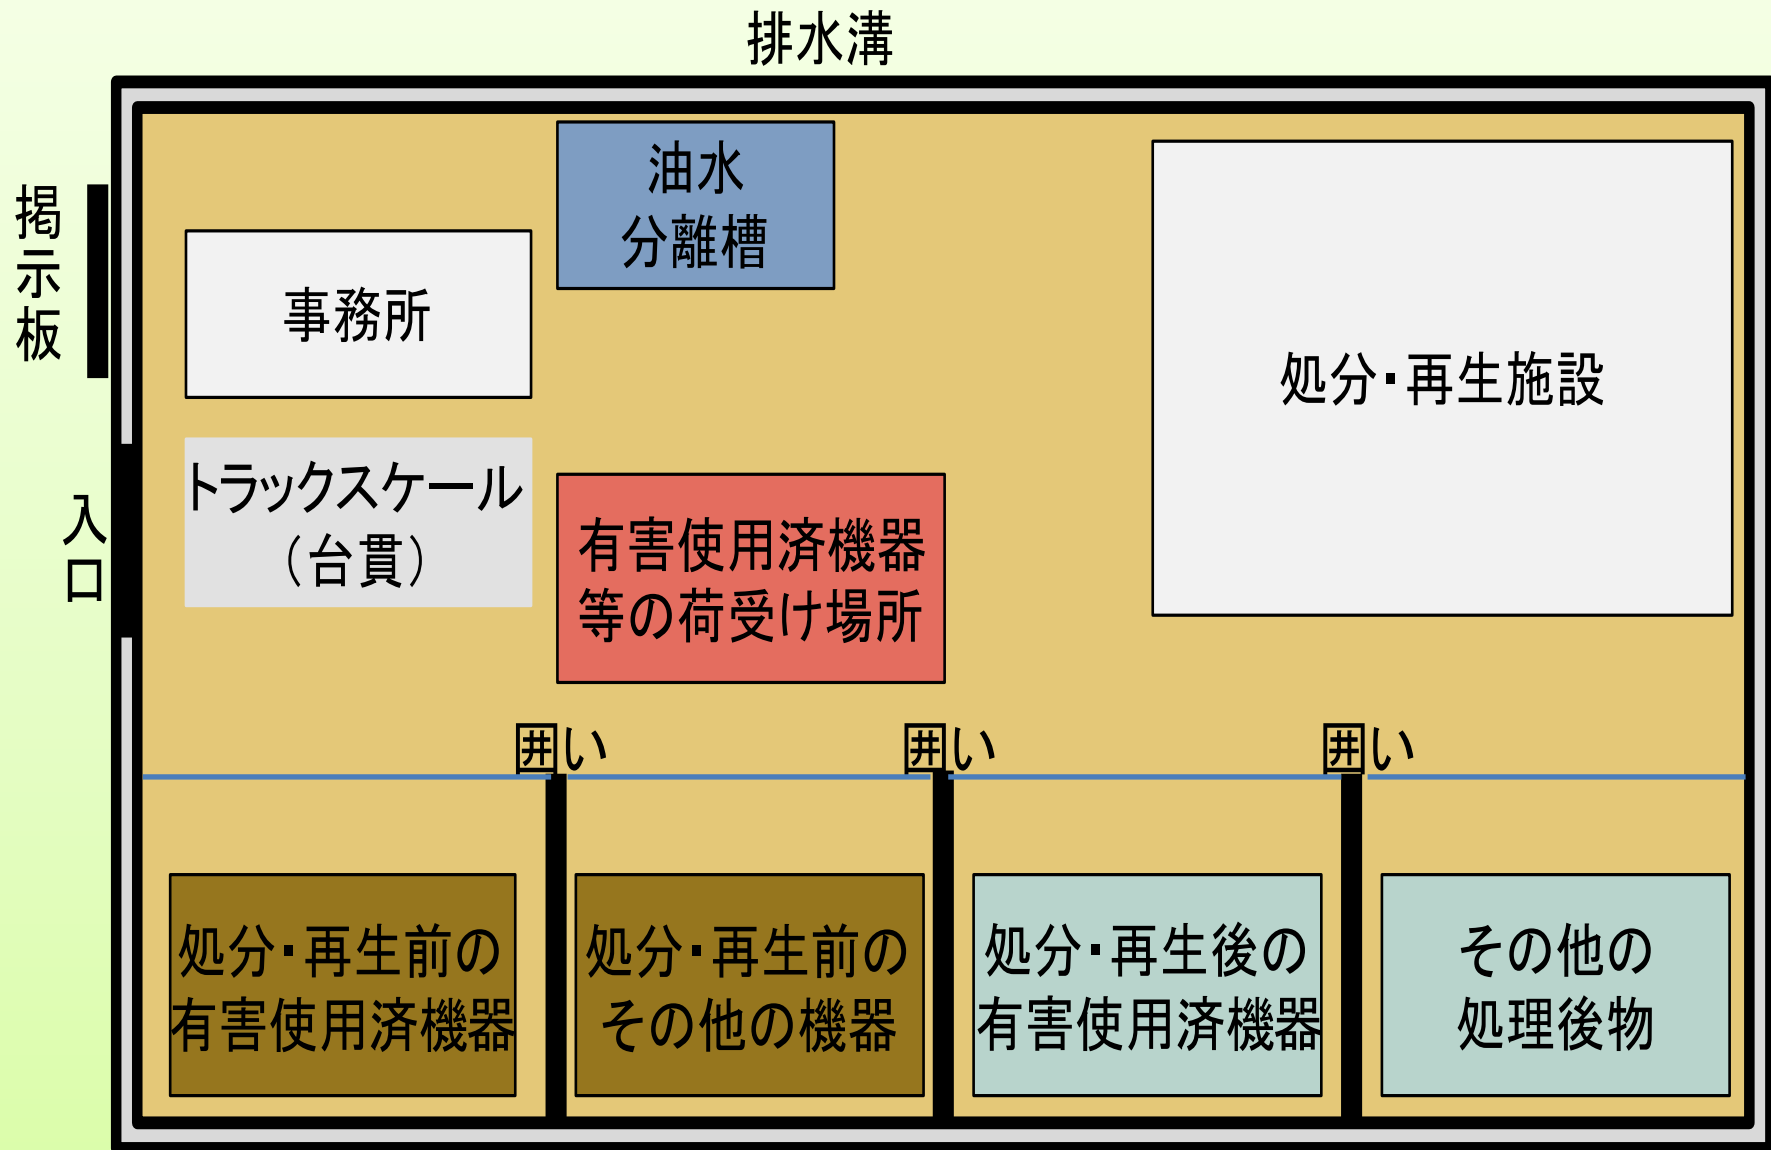 排水溝
掲示板
油水
分離槽
事務所
処分・再生施設
トラックスケール
（台貫）
入口
有害使用済機器
等の荷受け場所
囲い
囲い
囲い
処分・再生前の
有害使用済機器
処分・再生前の
その他の機器
処分・再生後の
有害使用済機器
その他の
処理後物